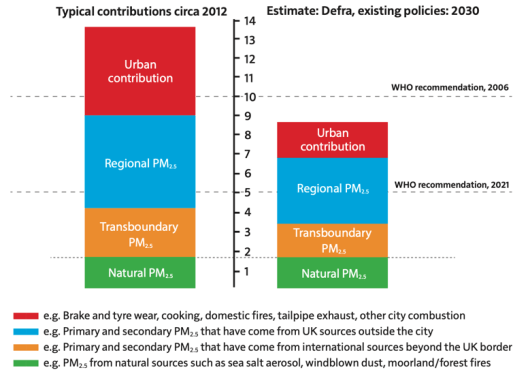 Typical contributions circa 2012
Estimate: Defra, existing policies: 2030
14
13
12
11
10
9
8
7
6
5
4
3
2
1
WHO recommendation, 2006
WHO recommendation, 2021
Urban
contribution
Regional PM₂.₅
Transboundary
PM₂.₅
Natural PM₂.₅
Urban
contribution
Regional PM₂.₅
Transboundary
PM₂.₅
Natural PM₂.₅
e.g. Brake and tyre wear, cooking, domestic fires, tailpipe exhaust, other city combustion
e.g. Primary and secondary PM₂.₅ that have come from UK sources outside the city
e.g. Primary and secondary PM₂.₅ that have come from international sources beyond the UK border
e.g. PM₂.₅ from natural sources such as sea salt aerosol, windblown dust, moorland/forest fires